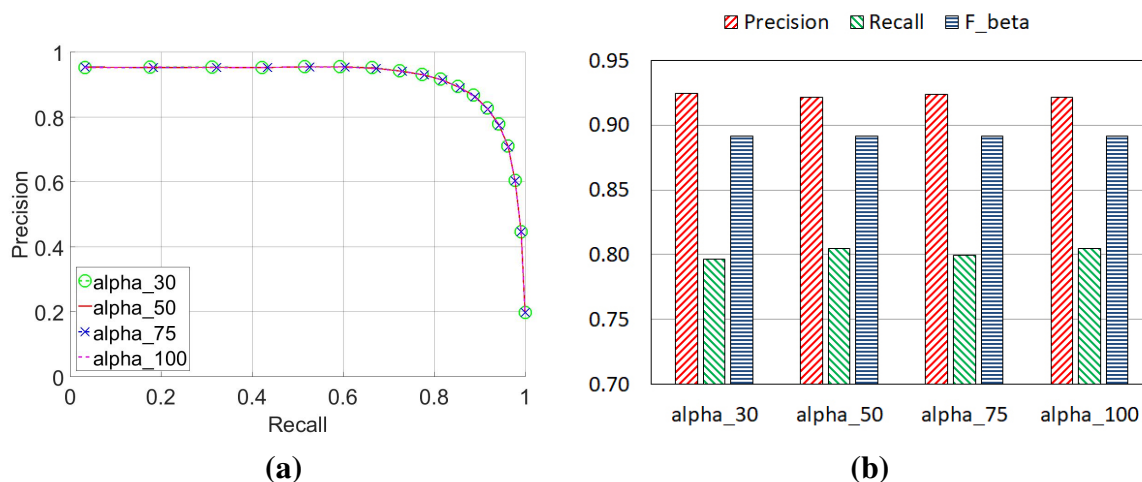 1
0.8
0.6
0.4
0.2
0
Precision
alpha_30
alpha_50
alpha_75
alpha_100
0 0.2 0.4 0.6 0.8 1
Recall
(a)
Precision Recall F_beta
0.95
0.90
0.85
0.80
0.75
0.70
alpha_30 alpha_50 alpha_75 alpha_100
(b)